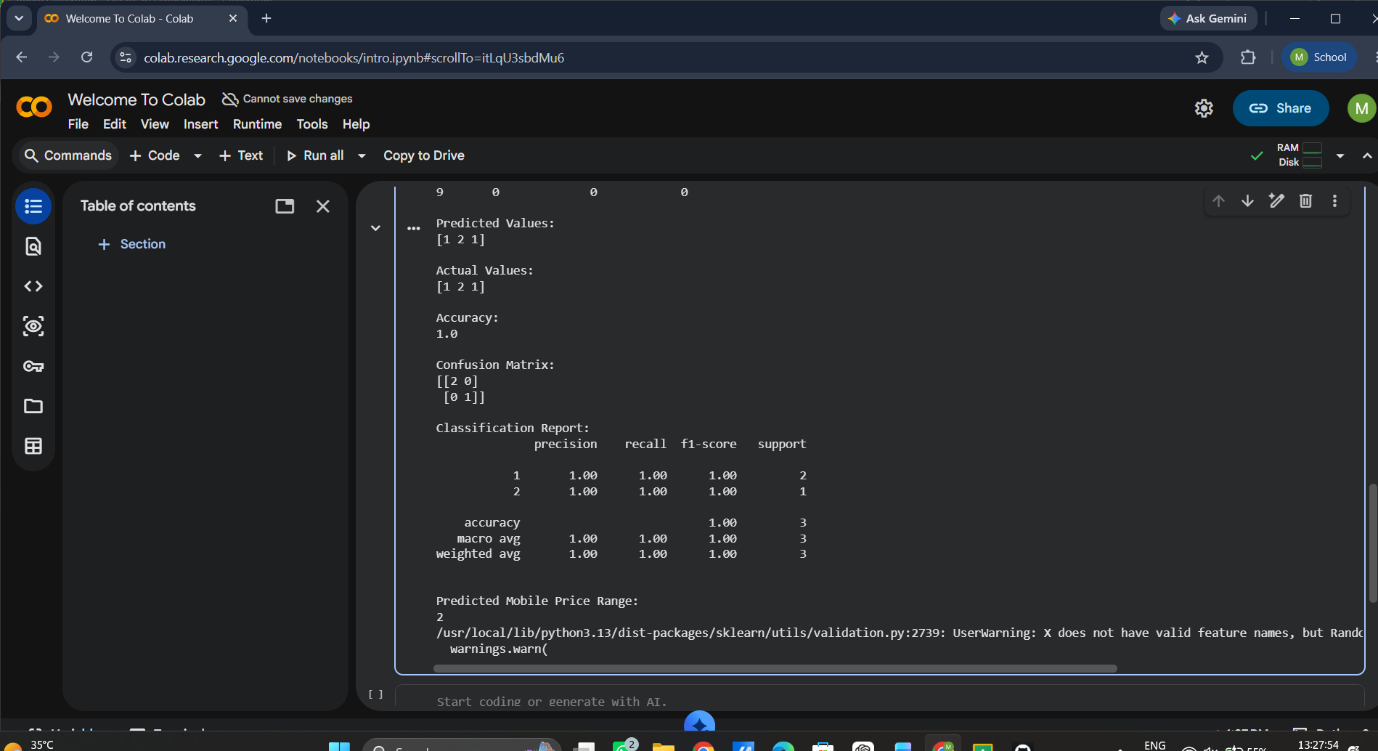 Welcome To Colab - Colab
Ask Gemini
colab.research.google.com/notebooks/intro.ipynb#scrollTo=itLqU3sbdMu6
M School
Welcome To Colab Cannot save changes
File Edit View Insert Runtime Tools Help
Share
M
Commands + Code + Text Run all Copy to Drive
RAM
Disk
Table of contents
+ Section
9 0 0 0
Predicted Values:
[1 2 1]
Actual Values:
[1 2 1]
Accuracy:
1.0
Confusion Matrix:
[[2 0]
[0 1]]
Classification Report:
precision recall f1-score support
1 1.00 1.00 1.00 2
2 1.00 1.00 1.00 1
accuracy 1.00 3
macro avg 1.00 1.00 1.00 3
weighted avg 1.00 1.00 1.00 3
Predicted Mobile Price Range:
2
/usr/local/lib/python3.13/dist-packages/sklearn/utils/validation.py:2739: UserWarning: X does not have valid feature names, but Rando
warnings.warn(
[ ] Start coding or generate with AI.
35°C
2
ENG
13:27:54